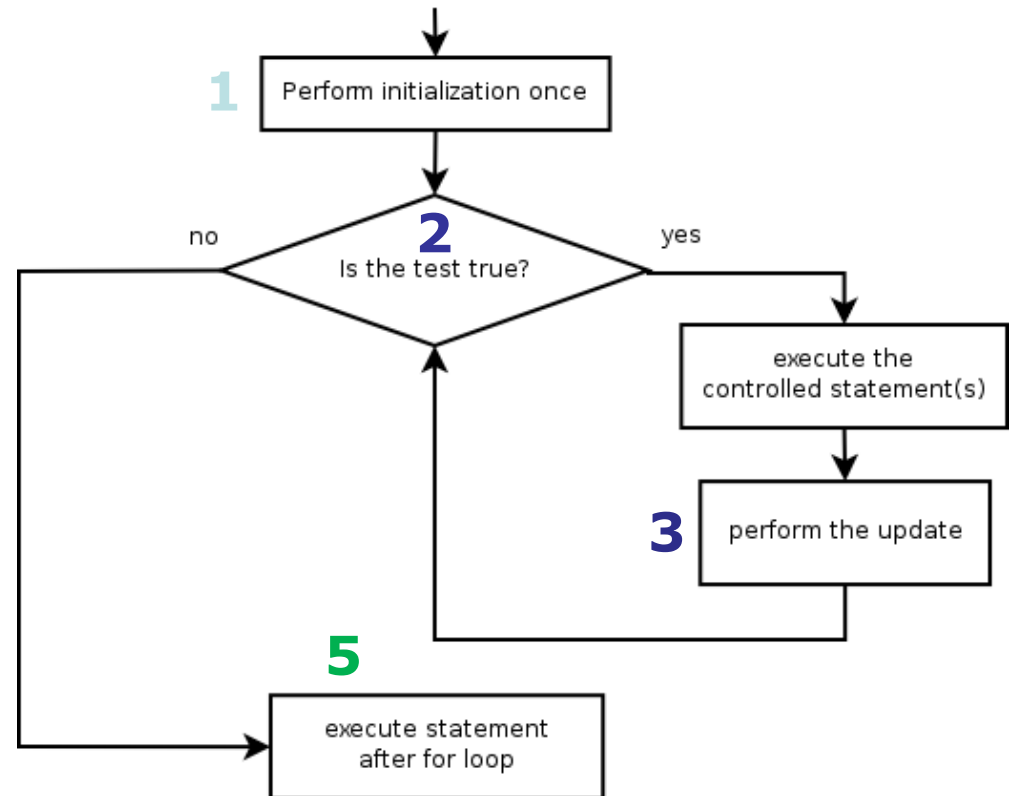 1
Perform initialization once
2
no
yes
Is the test true?
execute the
controlled statement(s)
3
perform the update
5
execute statement
after for loop